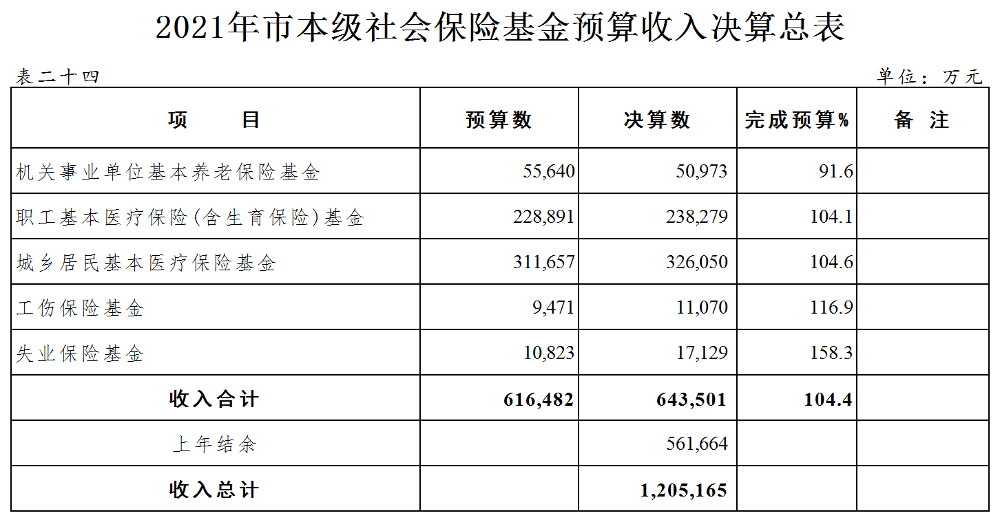 2021年市本级社会保险基金预算收入决算总表
表二十四 单位：万元
项 目 预算数 决算数 完成预算% 备 注
机关事业单位基本养老保险基金 55,640 50,973 91.6
职工基本医疗保险(含生育保险)基金 228,891 238,279 104.1
城乡居民基本医疗保险基金 311,657 326,050 104.6
工伤保险基金 9,471 11,070 116.9
失业保险基金 10,823 17,129 158.3
收入合计 616,482 643,501 104.4
上年结余 561,664
收入总计 1,205,165